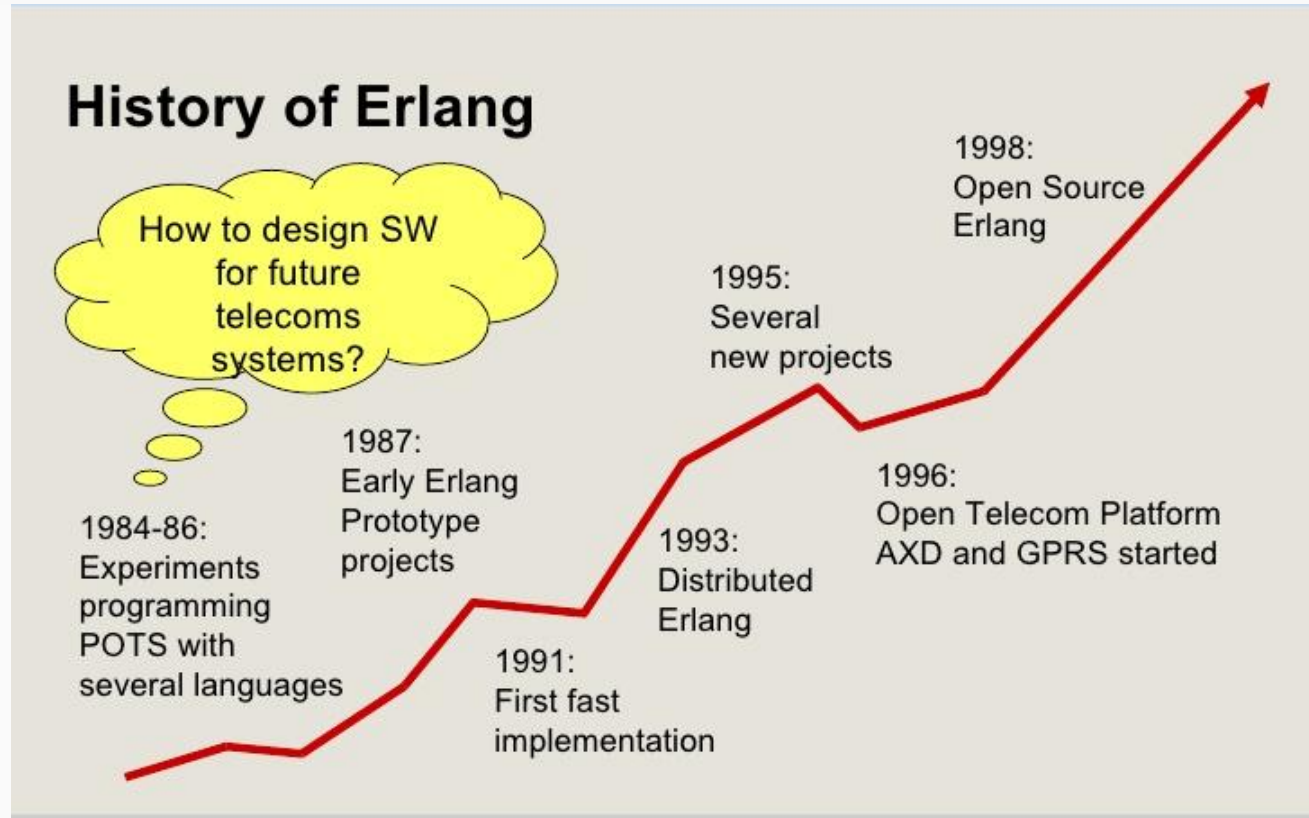 History of Erlang
How to design SW
for future
telecoms
systems?
1984-86:
Experiments
programming
POTS with
several languages
1987:
Early Erlang
Prototype
projects
1991:
First fast
implementation
1993:
Distributed
Erlang
1995:
Several
new projects
1996:
Open Telecom Platform
AXD and GPRS started
1998:
Open Source
Erlang